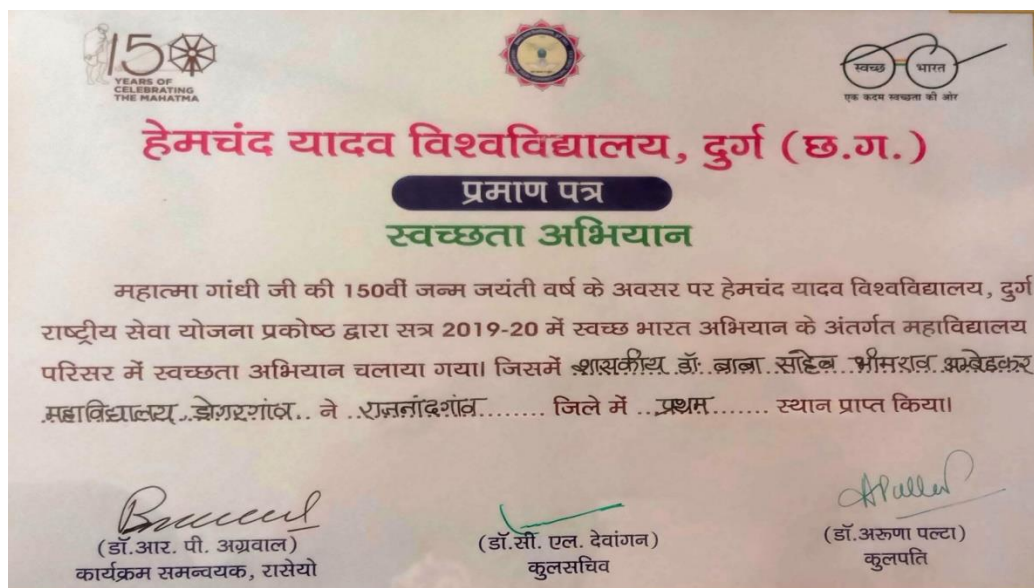 150
YEARS OF
CELEBRATING
THE MAHATMA
स्वच्छ भारत
एक कदम स्वच्छता की ओर
हेमचंद यादव विश्वविद्यालय, दुर्ग (छ.ग.)
प्रमाण पत्र
स्वच्छता अभियान
महात्मा गांधी जी की 150वीं जन्म जयंती वर्ष के अवसर पर हेमचंद यादव विश्वविद्यालय, दुर्ग
राष्ट्रीय सेवा योजना प्रकोष्ठ द्वारा सत्र 2019-20 में स्वच्छ भारत अभियान के अंतर्गत महाविद्यालय
परिसर में स्वच्छता अभियान चलाया गया। जिसमें शासकीय डॉ. बाबा साहेब भीमराव अम्बेडकर
महाविद्यालय डोंगरगांव ने राजनांदगांव ........ जिले में ..प्रथम....... स्थान प्राप्त किया।
(डॉ.आर. पी. अग्रवाल) (डॉ.सी. एल. देवांगन) (डॉ.अरुणा पल्टा)
कार्यक्रम समन्वयक, रासेयो कुलसचिव कुलपति